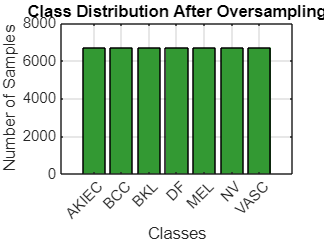 Class Distribution After Oversampling
Number of Samples
8000
6000
4000
2000
0
AKIEC
BCC
BKL
DF
MEL
NV
VASC
Classes